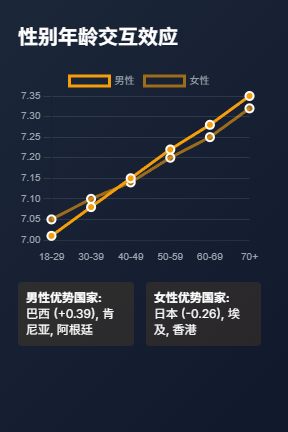 性别年龄交互效应
男性 女性
7.35
7.30
7.25
7.20
7.15
7.10
7.05
7.00
18-29 30-39 40-49 50-59 60-69 70+
男性优势国家:
巴西 (+0.39), 肯
尼亚, 阿根廷
女性优势国家:
日本 (-0.26), 埃
及, 香港